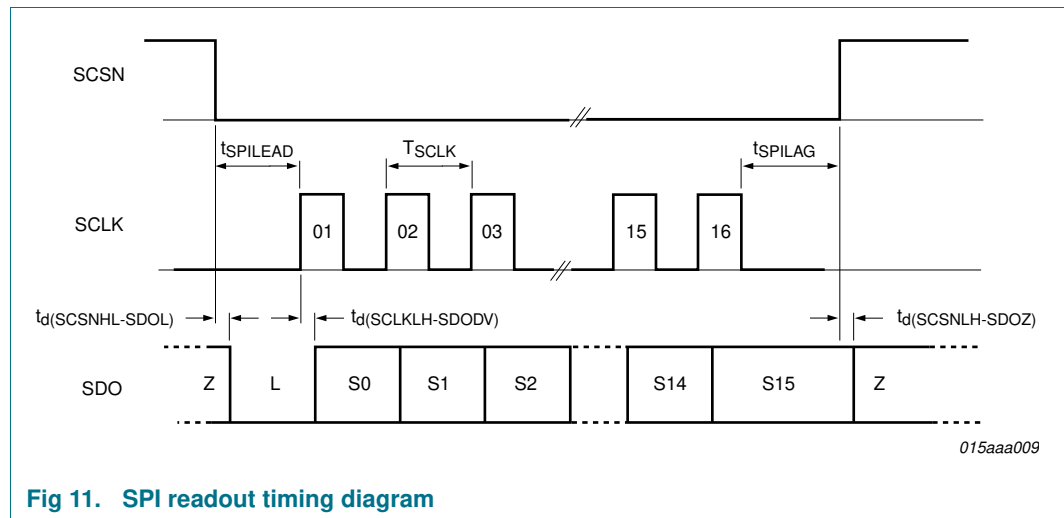 SCSN
tSPILEAD
TSCLK
tSPILAG
SCLK
01
02
03
15
16
td(SCSNHL-SDOL)
td(SCLKLH-SDODV)
td(SCSNLH-SDOZ)
SDO
Z
L
S0
S1
S2
S14
S15
Z
015aaa009
Fig 11. SPI readout timing diagram